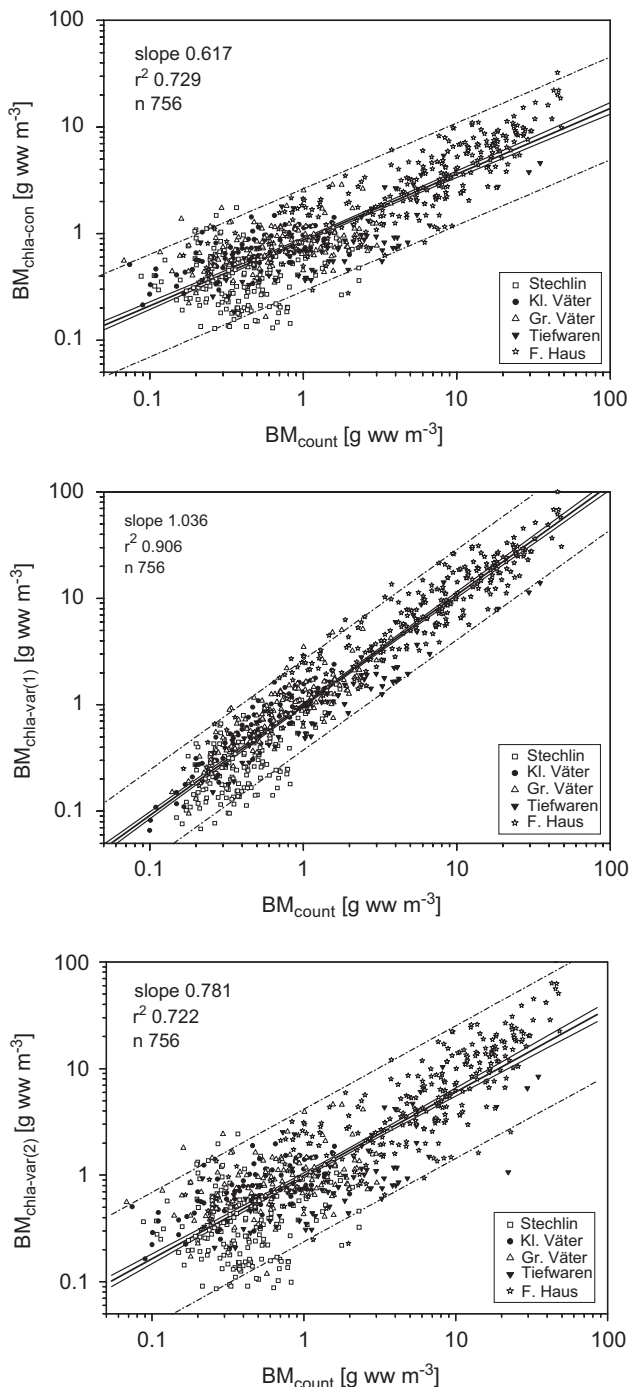 100
slope 0.617
r² 0.729
n 756
10
1
0.1
BM_chla-con [g ww m⁻³]
□ Stechlin
● Kl. Väter
△ Gr. Väter
▼ Tiefwaren
☆ F. Haus
0.1 1 10 100
BM_count [g ww m⁻³]
100
slope 1.036
r² 0.906
n 756
10
1
0.1
BM_chla-var(1) [g ww m⁻³]
□ Stechlin
● Kl. Väter
△ Gr. Väter
▼ Tiefwaren
☆ F. Haus
0.1 1 10 100
BM_count [g ww m⁻³]
100
slope 0.781
r² 0.722
n 756
10
1
0.1
BM_chla-var(2) [g ww m⁻³]
□ Stechlin
● Kl. Väter
△ Gr. Väter
▼ Tiefwaren
☆ F. Haus
0.1 1 10 100
BM_count [g ww m⁻³]